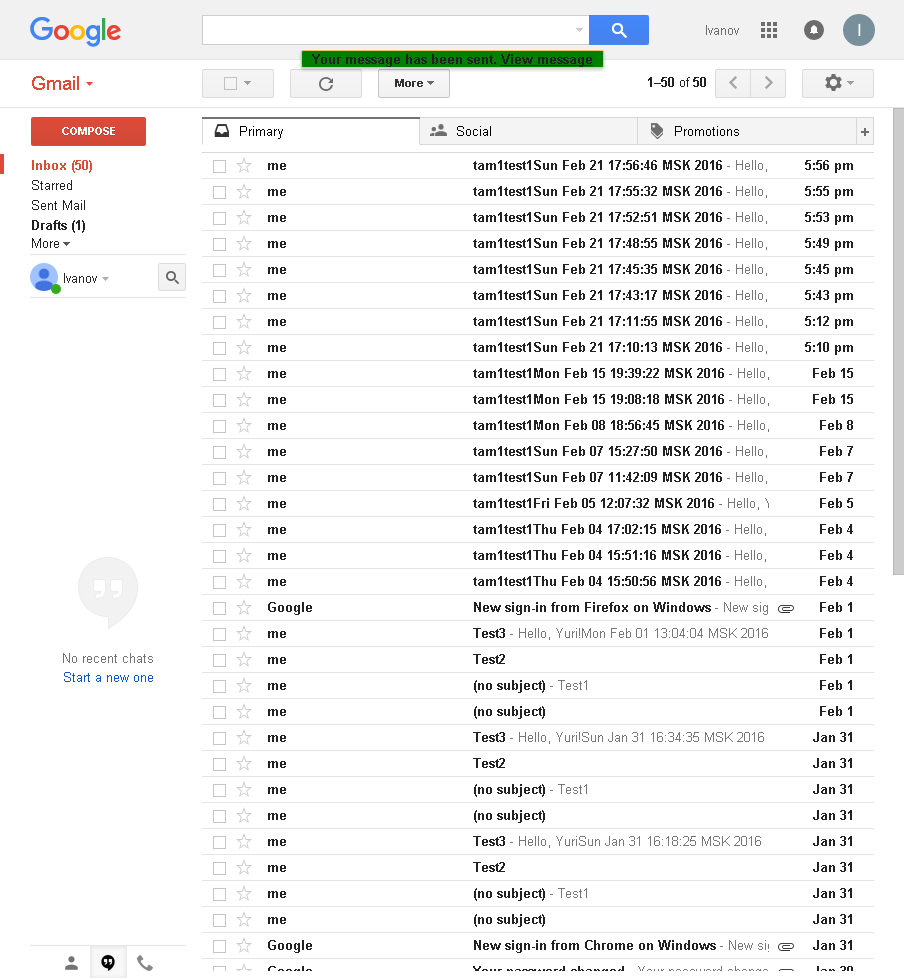 Google
Ivanov
I
Your message has been sent. View message
Gmail
More
1–50 of 50
COMPOSE
Primary
Social
Promotions
+
Inbox (50)
Starred
Sent Mail
Drafts (1)
More
Ivanov
me tam1test1Sun Feb 21 17:56:46 MSK 2016 - Hello, 5:56 pm
me tam1test1Sun Feb 21 17:55:32 MSK 2016 - Hello, 5:55 pm
me tam1test1Sun Feb 21 17:52:51 MSK 2016 - Hello, 5:53 pm
me tam1test1Sun Feb 21 17:48:55 MSK 2016 - Hello, 5:49 pm
me tam1test1Sun Feb 21 17:45:35 MSK 2016 - Hello, 5:45 pm
me tam1test1Sun Feb 21 17:43:17 MSK 2016 - Hello, 5:43 pm
me tam1test1Sun Feb 21 17:11:55 MSK 2016 - Hello, 5:12 pm
me tam1test1Sun Feb 21 17:10:13 MSK 2016 - Hello, 5:10 pm
me tam1test1Mon Feb 15 19:39:22 MSK 2016 - Hello, Feb 15
me tam1test1Mon Feb 15 19:08:18 MSK 2016 - Hello, Feb 15
me tam1test1Mon Feb 08 18:56:45 MSK 2016 - Hello, Feb 8
me tam1test1Sun Feb 07 15:27:50 MSK 2016 - Hello, Feb 7
me tam1test1Sun Feb 07 11:42:09 MSK 2016 - Hello, Feb 7
me tam1test1Fri Feb 05 12:07:32 MSK 2016 - Hello, Y Feb 5
me tam1test1Thu Feb 04 17:02:15 MSK 2016 - Hello, Feb 4
me tam1test1Thu Feb 04 15:51:16 MSK 2016 - Hello, Feb 4
me tam1test1Thu Feb 04 15:50:56 MSK 2016 - Hello, Feb 4
Google New sign-in from Firefox on Windows - New sig Feb 1
me Test3 - Hello, Yuri!Mon Feb 01 13:04:04 MSK 2016 Feb 1
me Test2 Feb 1
me (no subject) - Test1 Feb 1
me (no subject) Feb 1
me Test3 - Hello, Yuri!Sun Jan 31 16:34:35 MSK 2016 Jan 31
me Test2 Jan 31
me (no subject) - Test1 Jan 31
me (no subject) Jan 31
me Test3 - Hello, YuriSun Jan 31 16:18:25 MSK 2016 Jan 31
me Test2 Jan 31
me (no subject) - Test1 Jan 31
me (no subject) Jan 31
Google New sign-in from Chrome on Windows - New si Jan 31
Google Your password changed - Your password change Jan 30
No recent chats
Start a new one